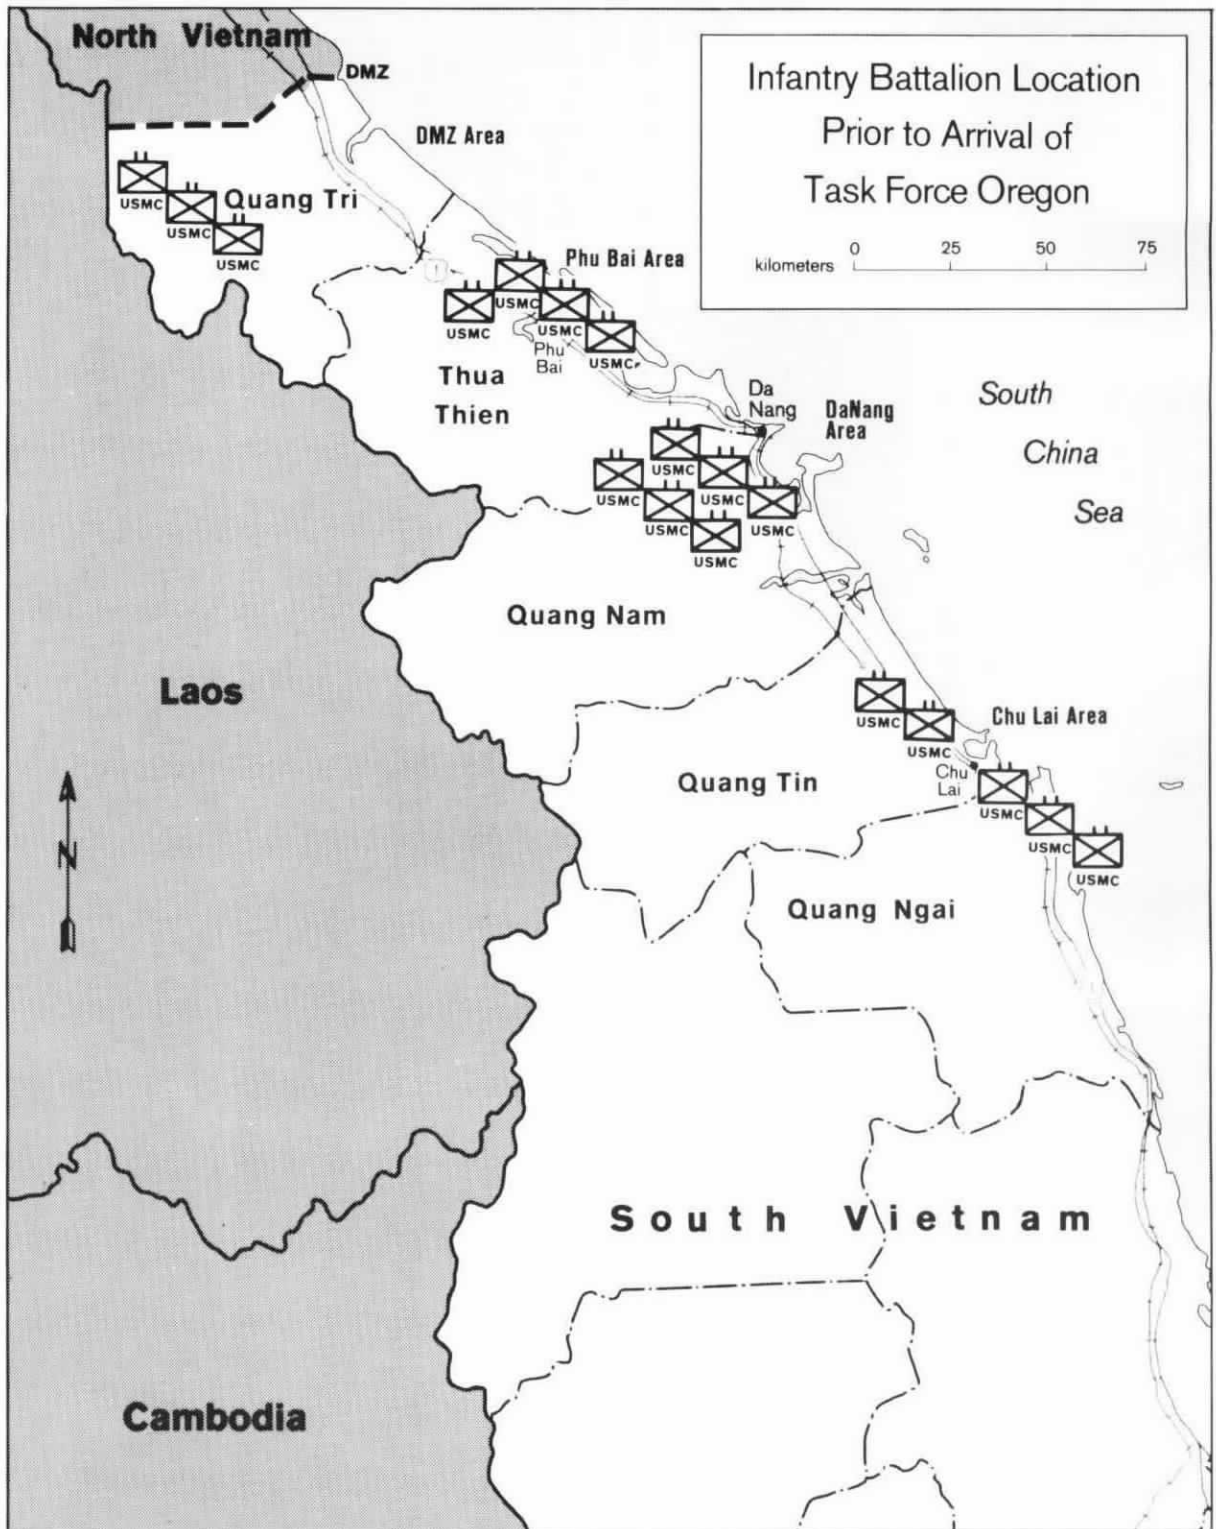 North Vietnam
DMZ
Infantry Battalion Location
Prior to Arrival of
Task Force Oregon
0 25 50 75
kilometers
DMZ Area
Quang Tri
USMC
USMC
USMC
Phu Bai Area
1
USMC
USMC
USMC
USMC
Phu
Bai
Thua
Thien
Da
Nang
DaNang
Area
South
China
Sea
USMC
USMC
USMC
USMC
USMC
USMC
Quang Nam
Laos
USMC
USMC
Chu Lai Area
Chu
Lai
Quang Tin
USMC
USMC
USMC
N
Quang Ngai
South Vietnam
Cambodia